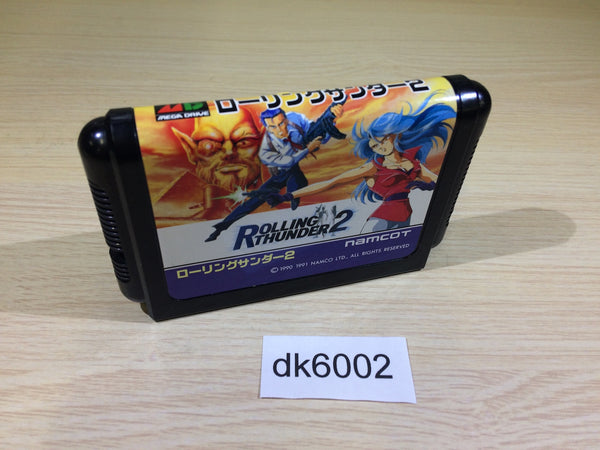 MEGA DRIVE
ローリングサンダー2
ROLLING
THUNDER 2
namcoT
ローリングサンダー2
© 1990 1991 NAMCO LTD., ALL RIGHTS RESERVED
dk6002